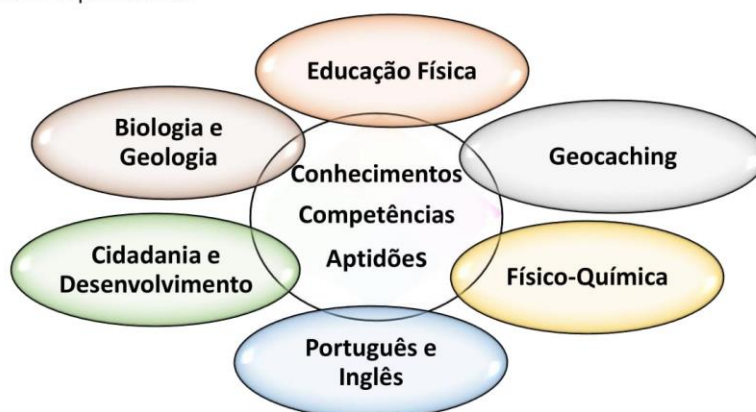 Educação Física
Biologia e
Geologia
Geocaching
Conhecimentos
Competências
Aptidões
Cidadania e
Desenvolvimento
Físico-Química
Português e
Inglês